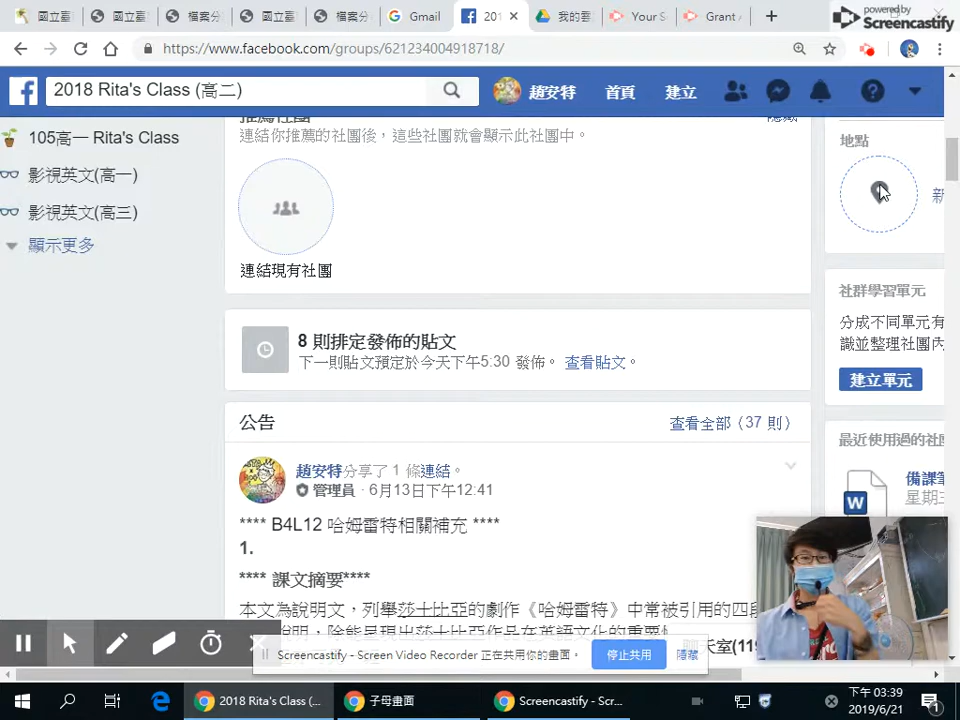 國立臺
國立臺
檔案分
國立臺
檔案分
Gmail
201
我的雲
Your S
Grant A
powered by
Screencastify
https://www.facebook.com/groups/621234004918718/
2018 Rita's Class (高二)
趙安特
首頁
建立
105高一 Rita's Class
影視英文(高一)
影視英文(高三)
顯示更多
推薦社團
隱藏
連結你推薦的社團後，這些社團就會顯示此社團中。
連結現有社團
地點
新
8 則排定發佈的貼文
下一則貼文預定於今天下午5:30 發佈。 查看貼文。
社群學習單元
分成不同單元有
識並整理社團內
建立單元
公告
查看全部（37 則）
最近使用過的社團
趙安特分享了 1 條連結。
管理員 · 6月13日下午12:41
備課筆
星期三
W
**** B4L12 哈姆雷特相關補充 ****
1.
**** 課文摘要****
本文為說明文，列舉莎士比亞的劇作《哈姆雷特》中常被引用的四段
Screencastify - Screen Video Recorder 正在共用你的畫面。
停止共用
隱藏
天室(119
2018 Rita's Class (...
子母畫面
Screencastify - Scr...
下午 03:39
2019/6/21
1